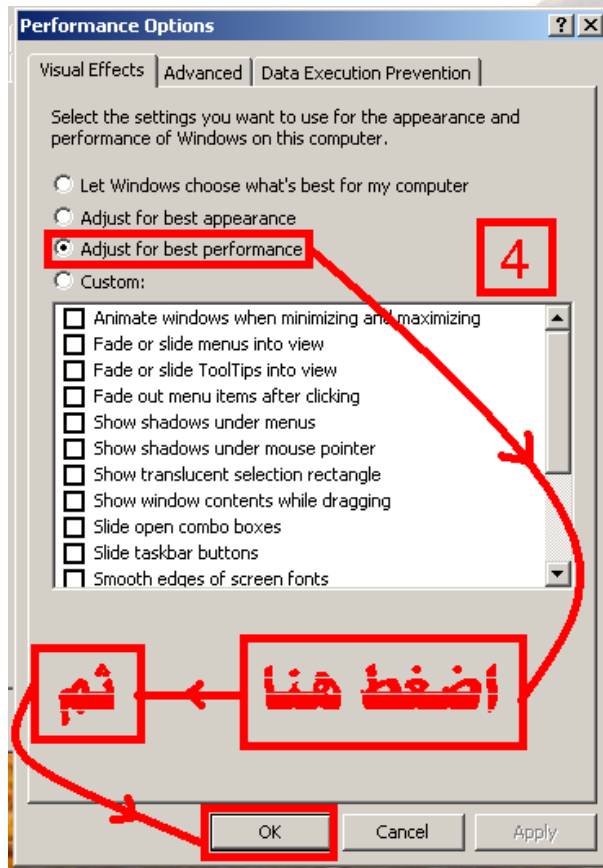 Performance Options
Visual Effects
Advanced
Data Execution Prevention
Select the settings you want to use for the appearance and
performance of Windows on this computer.
Let Windows choose what's best for my computer
Adjust for best appearance
Adjust for best performance
4
Custom:
Animate windows when minimizing and maximizing
Fade or slide menus into view
Fade or slide ToolTips into view
Fade out menu items after clicking
Show shadows under menus
Show shadows under mouse pointer
Show translucent selection rectangle
Show window contents while dragging
Slide open combo boxes
Slide taskbar buttons
Smooth edges of screen fonts
اضغط هنا
ثم
OK
Cancel
Apply